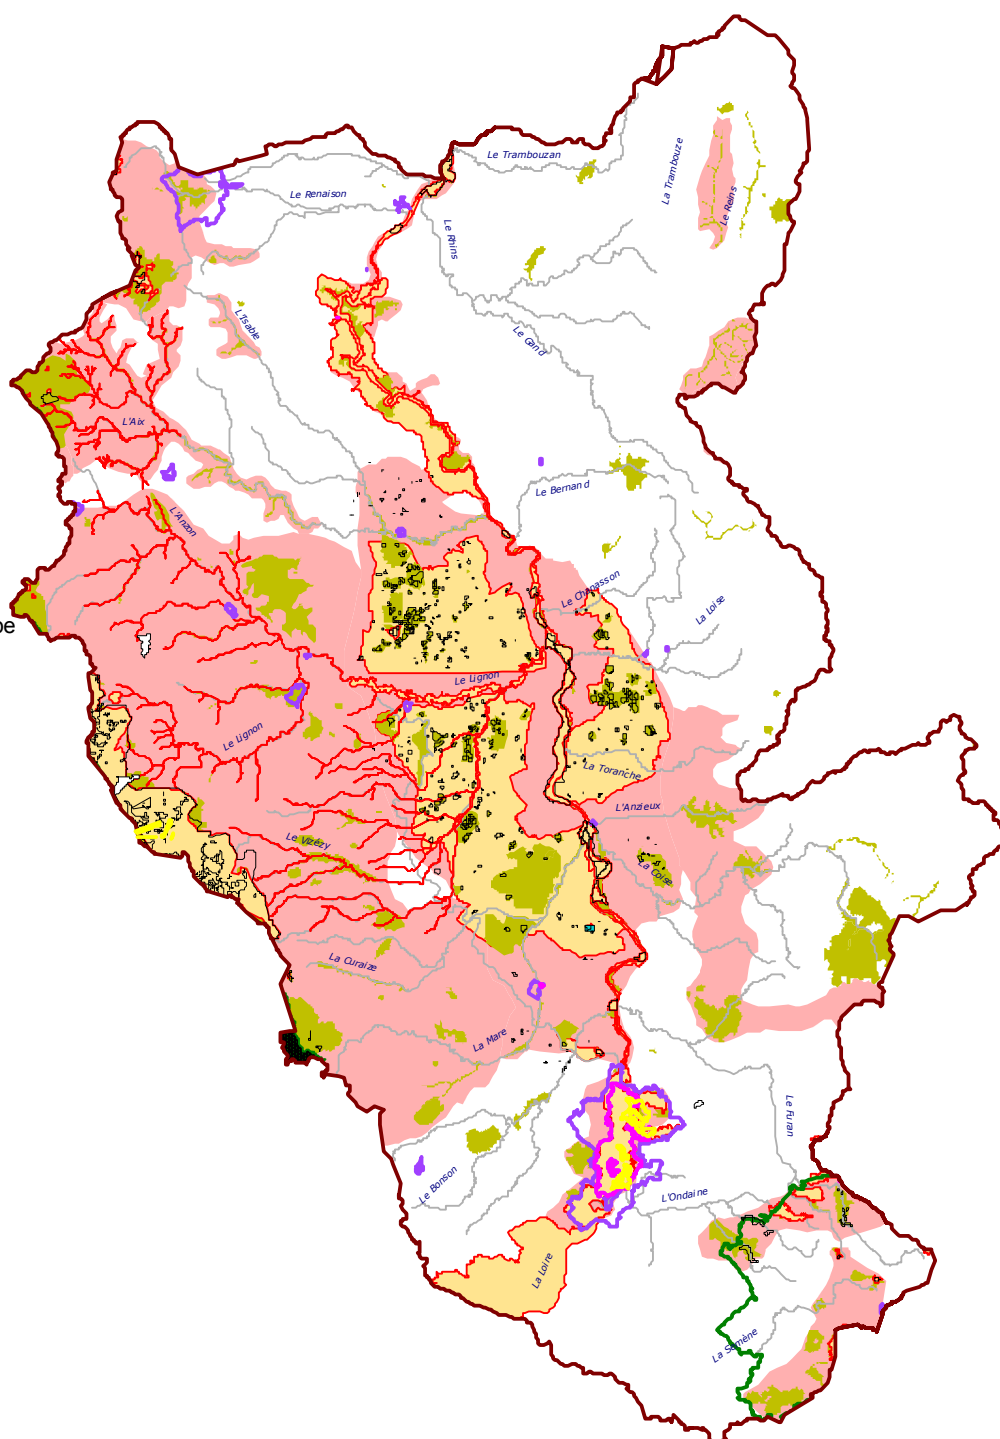 Le Trambouzan
La Trambouze
Le Reins
Le Renaison
Le Rhins
L'Isable
Le Gand
L'Aix
Le Bernand
L'Anzon
Le Chanasson
La Loise
Le Lignon
Le Lignon
La Toranche
L'Anzieux
Le Vizézy
La Coise
La Curaize
La Mare
Le Furan
Le Bonson
L'Ondaine
La Loire
La Semène